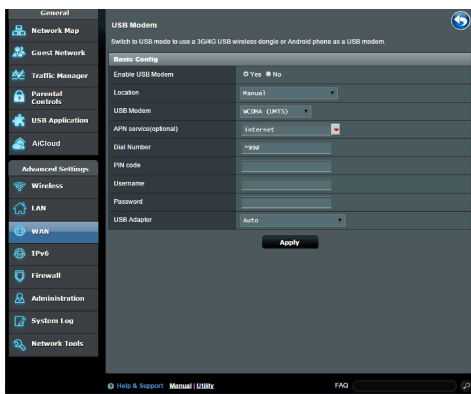 General
Network Map
Guest Network
Traffic Manager
Parental
Controls
USB Application
AiCloud
Advanced Settings
Wireless
LAN
WAN
IPv6
Firewall
Administration
System Log
Network Tools
USB Modem
Switch to USB mode to use a 3G/4G USB wireless dongle or Android phone as a USB modem.
Basic Config
Enable USB Modem Yes No
Location Manual
USB Modem WCDMA (UMTS)
APN service(optional) internet
Dial Number *99#
PIN code
Username
Password
USB Adapter Auto
Apply
Help & Support Manual | Utility FAQ